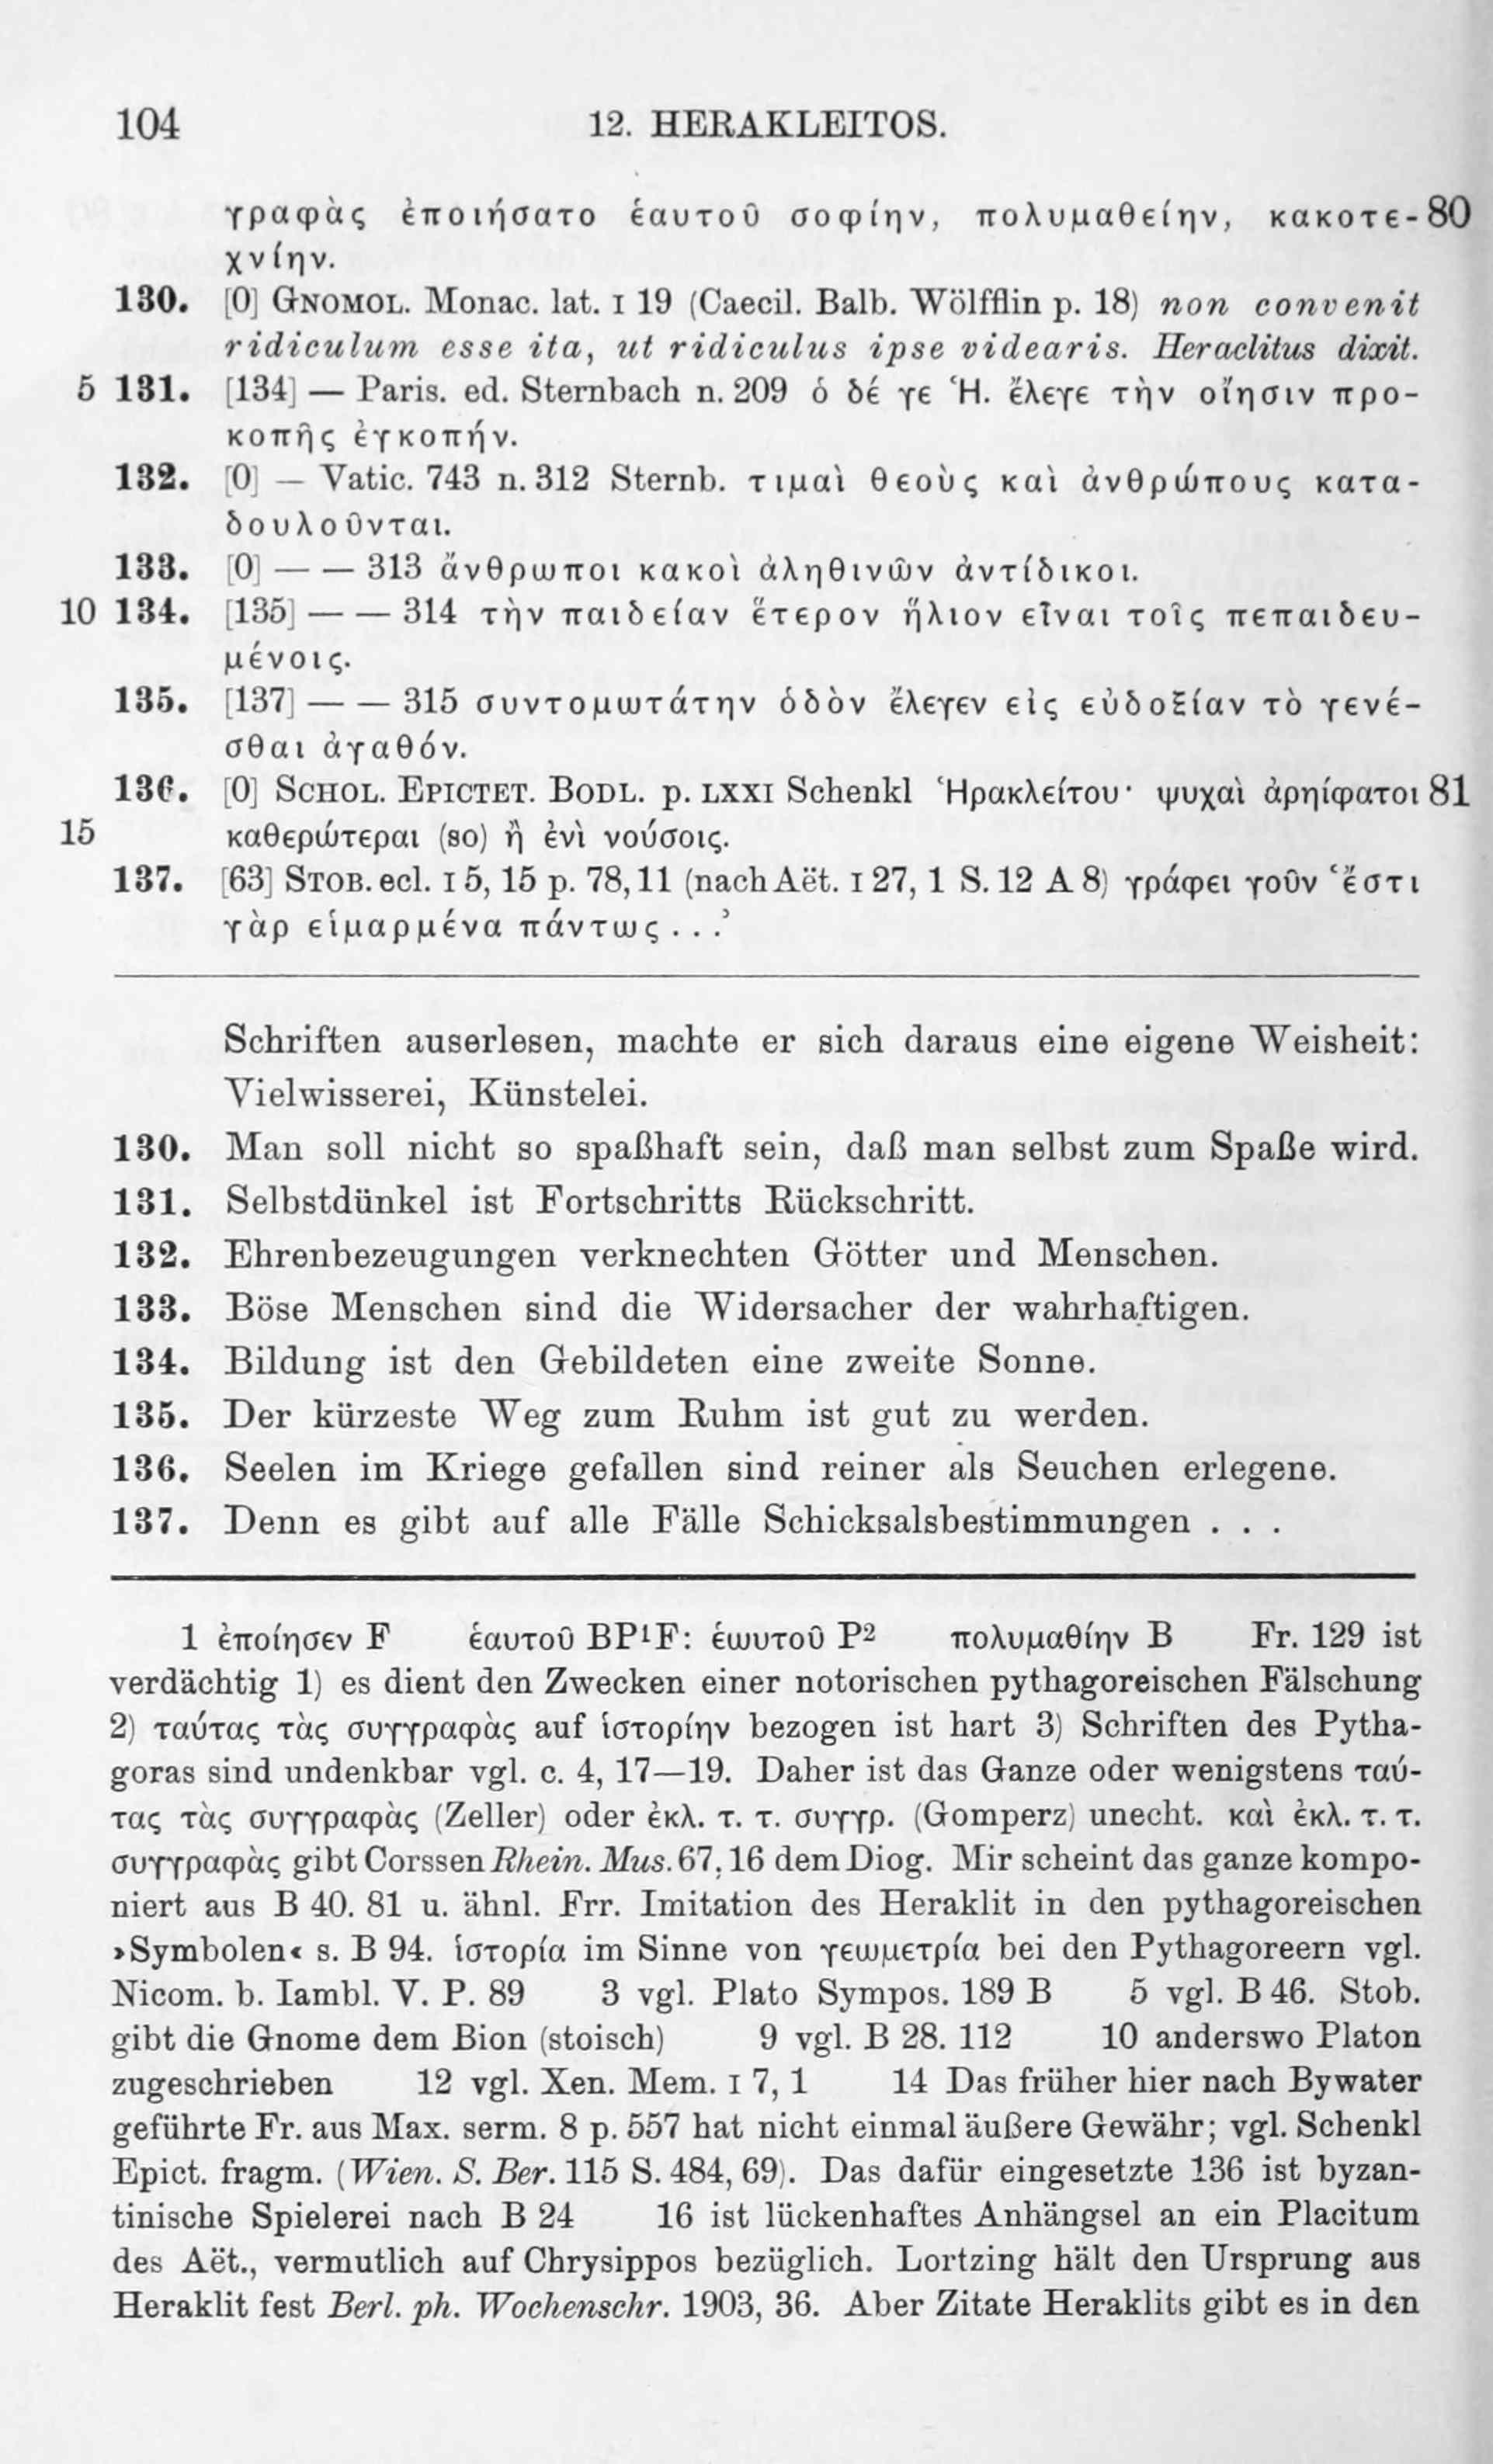 104
12. HERAKLEITOS.
γραφὰς ἐποιήσατο ἑαυτοῦ σοφίην, πολυμαθείην, κακοτε- 80
χνίην.
130. [0] GNOMOL. Monac. lat. I 19 (Caecil. Balb. Wölfflin p. 18) non convenit
ridiculum esse ita, ut ridiculus ipse videaris. Heraclitus dixit.
5 131. [134] — Paris. ed. Sternbach n. 209 ὁ δέ γε Ἡ. ἔλεγε τὴν οἴησιν προ-
κοπῆς ἐγκοπήν.
132. [0] — Vatic. 743 n. 312 Sternb. τιμαὶ θεοὺς καὶ ἀνθρώπους κατα-
δουλοῦνται.
133. [0] — — 313 ἄνθρωποι κακοὶ ἀληθινῶν ἀντίδικοι.
10 134. [135] — — 314 τὴν παιδείαν ἕτερον ἥλιον εἶναι τοῖς πεπαιδευ-
μένοις.
135. [137] — — 315 συντομωτάτην ὁδὸν ἔλεγεν εἰς εὐδοξίαν τὸ γενέ-
σθαι ἀγαθόν.
136. [0] SCHOL. EPICTET. BODL. p. LXXI Schenkl Ἡρακλείτου· ψυχαὶ ἀρηίφατοι 81
15 καθερώτεραι (so) ἢ ἐνὶ νούσοις.
137. [63] STOB. ecl. I 5, 15 p. 78,11 (nach Aët. I 27, 1 S. 12 A 8) γράφει γοῦν ‘ἔστι
γὰρ εἱμαρμένα πάντως ...’
Schriften auserlesen, machte er sich daraus eine eigene Weisheit:
Vielwisserei, Künstelei.
130. Man soll nicht so spaßhaft sein, daß man selbst zum Spaße wird.
131. Selbstdünkel ist Fortschritts Rückschritt.
132. Ehrenbezeugungen verknechten Götter und Menschen.
133. Böse Menschen sind die Widersacher der wahrhaftigen.
134. Bildung ist den Gebildeten eine zweite Sonne.
135. Der kürzeste Weg zum Ruhm ist gut zu werden.
136. Seelen im Kriege gefallen sind reiner als Seuchen erlegene.
137. Denn es gibt auf alle Fälle Schicksalsbestimmungen . . .
1 ἐποίησεν F ἑαυτοῦ BP¹F: ἑωυτοῦ P² πολυμαθίην B Fr. 129 ist
verdächtig 1) es dient den Zwecken einer notorischen pythagoreischen Fälschung
2) ταύτας τὰς συγγραφὰς auf ἱστορίην bezogen ist hart 3) Schriften des Pytha-
goras sind undenkbar vgl. c. 4, 17—19. Daher ist das Ganze oder wenigstens ταύ-
τας τὰς συγγραφὰς (Zeller) oder ἐκλ. τ. τ. συγγρ. (Gomperz) unecht. καὶ ἐκλ. τ. τ.
συγγραφὰς gibt Corssen Rhein. Mus. 67, 16 dem Diog. Mir scheint das ganze kompo-
niert aus B 40. 81 u. ähnl. Frr. Imitation des Heraklit in den pythagoreischen
»Symbolen« s. B 94. ἱστορία im Sinne von γεωμετρία bei den Pythagoreern vgl.
Nicom. b. Iambl. V. P. 89 3 vgl. Plato Sympos. 189 B 5 vgl. B 46. Stob.
gibt die Gnome dem Bion (stoisch) 9 vgl. B 28. 112 10 anderswo Platon
zugeschrieben 12 vgl. Xen. Mem. I 7, 1 14 Das früher hier nach Bywater
geführte Fr. aus Max. serm. 8 p. 557 hat nicht einmal äußere Gewähr; vgl. Schenkl
Epict. fragm. (Wien. S. Ber. 115 S. 484, 69). Das dafür eingesetzte 136 ist byzan-
tinische Spielerei nach B 24 16 ist lückenhaftes Anhängsel an ein Placitum
des Aët., vermutlich auf Chrysippos bezüglich. Lortzing hält den Ursprung aus
Heraklit fest Berl. ph. Wochenschr. 1903, 36. Aber Zitate Heraklits gibt es in den